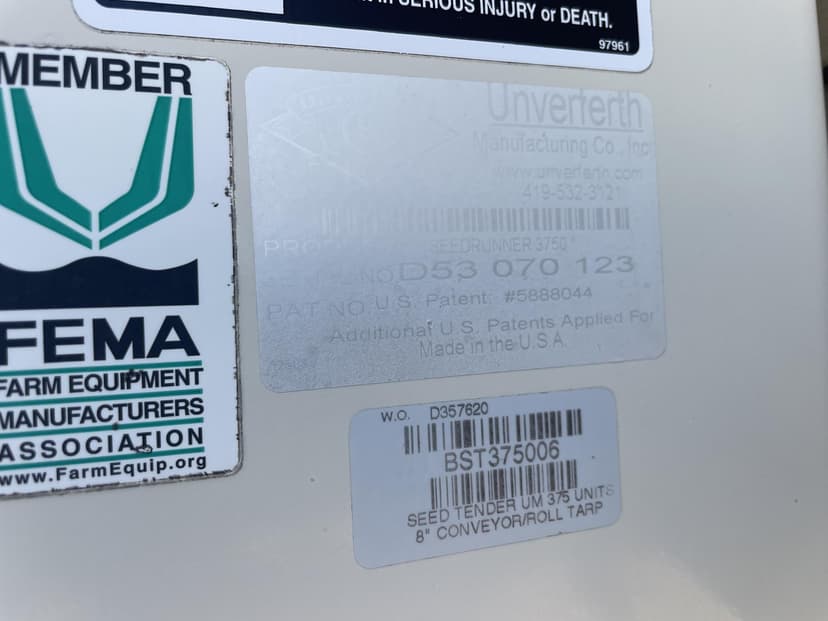 SERIOUS INJURY or DEATH.
97961
MEMBER
FEMA
FARM EQUIPMENT
MANUFACTURERS
ASSOCIATION
www.FarmEquip.org
Unverferth
Manufacturing Co., Inc
www.unverferth.com
419-532-3121
SEEDRUNNER 3750
NO D53 070 123
PAT NO U.S. Patent: #5888044
Additional U.S. Patents Applied For
Made in the U.S.A.
W.O. D357620
BST375006
SEED TENDER UM 375 UNITS
8" CONVEYOR/ROLL TARP